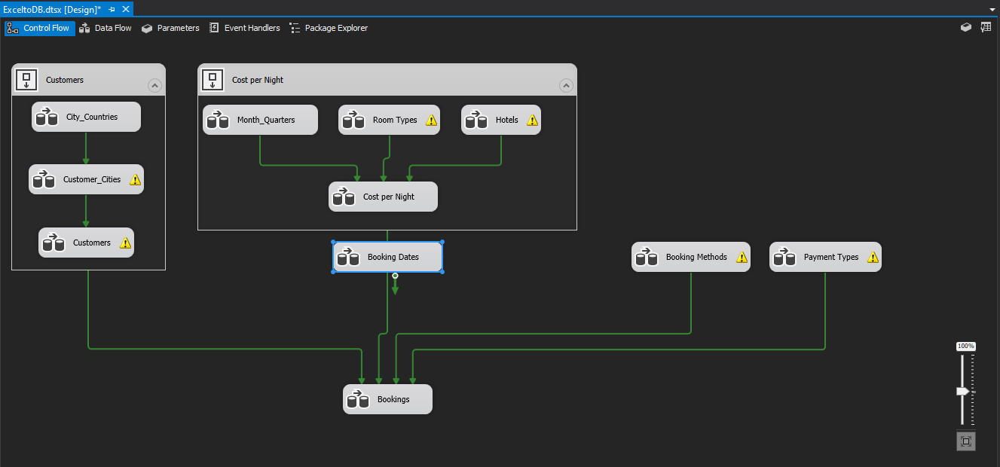 ExceltoDB.dtsx [Design]*
Control Flow Data Flow Parameters Event Handlers Package Explorer
Customers
City_Countries
Customer_Cities
Customers
Cost per Night
Month_Quarters Room Types Hotels
Cost per Night
Booking Dates
Booking Methods
Payment Types
Bookings
100%